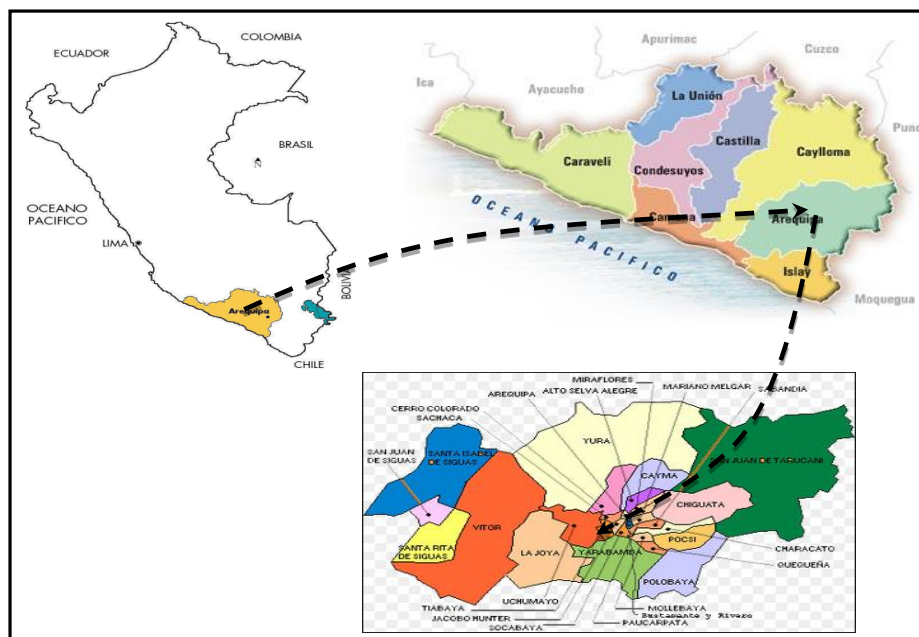 COLOMBIA
ECUADOR
BRASIL
N
OCEANO
PACIFICO
LIMA
Arequipa
BOLIVIA
CHILE
Apurimac
Cuzco
Ica
Ayacucho
Puno
La Unión
Castilla
Caraveli
Condesuyos
Caylloma
Camana
Arequipa
OCEANO PACIFICO
Islay
Moquegua
MIRAFLORES
MARIANO MELGAR
SABANDIA
AREQUIPA
ALTO SELVA ALEGRE
CERRO COLORADO
SACHACA
YURA
SAN JUAN
DE SIGUAS
SANTA ISABEL
DE SIGUAS
SAN JUAN DE TARUCANI
CAYMA
CHIGUATA
VITOR
SANTA RITA
DE SIGUAS
LA JOYA
YARABAMBA
POCSI
CHARACATO
QUEQUEÑA
POLOBAYA
UCHUMAYO
TIABAYA
MOLLEBAYA
JACOBO HUNTER
Bustamante y Rivero
SOCABAYA
PAUCARPATA